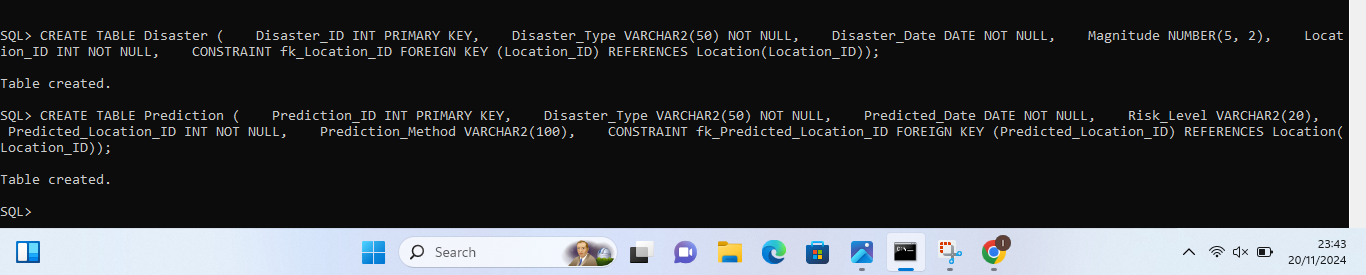 SQL> CREATE TABLE Disaster (    Disaster_ID INT PRIMARY KEY,    Disaster_Type VARCHAR2(50) NOT NULL,    Disaster_Date DATE NOT NULL,    Magnitude NUMBER(5, 2),    Locat
ion_ID INT NOT NULL,    CONSTRAINT fk_Location_ID FOREIGN KEY (Location_ID) REFERENCES Location(Location_ID));
Table created.
SQL> CREATE TABLE Prediction (    Prediction_ID INT PRIMARY KEY,    Disaster_Type VARCHAR2(50) NOT NULL,    Predicted_Date DATE NOT NULL,    Risk_Level VARCHAR2(20),
 Predicted_Location_ID INT NOT NULL,    Prediction_Method VARCHAR2(100),    CONSTRAINT fk_Predicted_Location_ID FOREIGN KEY (Predicted_Location_ID) REFERENCES Location(
Location_ID));
Table created.
SQL>
Search
I
23:43
20/11/2024